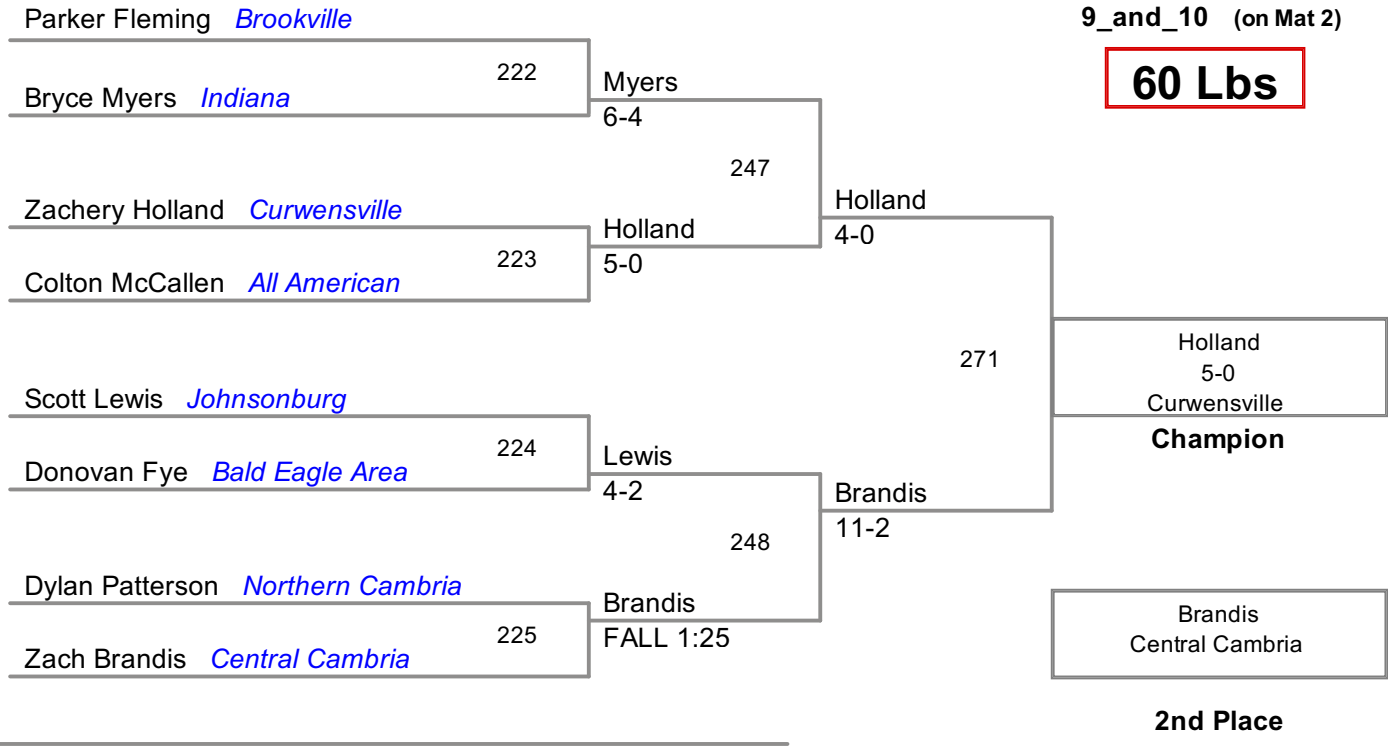 Parker Fleming Brookville
9_and_10 (on Mat 2)
60 Lbs
222
Bryce Myers Indiana
Myers
6-4
247
Zachery Holland Curwensville
Holland
4-0
Holland
5-0
223
Colton McCallen All American
271
Holland
5-0
Curwensville
Champion
Scott Lewis Johnsonburg
224
Donovan Fye Bald Eagle Area
Lewis
4-2
Brandis
11-2
248
Dylan Patterson Northern Cambria
Brandis
FALL 1:25
225
Zach Brandis Central Cambria
Brandis
Central Cambria
2nd Place